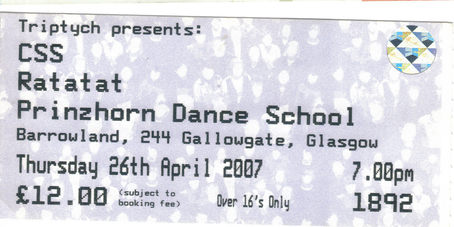 Triptych presents:
CSS
Ratatat
Prinzhorn Dance School
Barrowland, 244 Gallowgate, Glasgow
Thursday 26th April 2007 7.00pm
£12.00 (subject to booking fee) Over 16's Only 1892